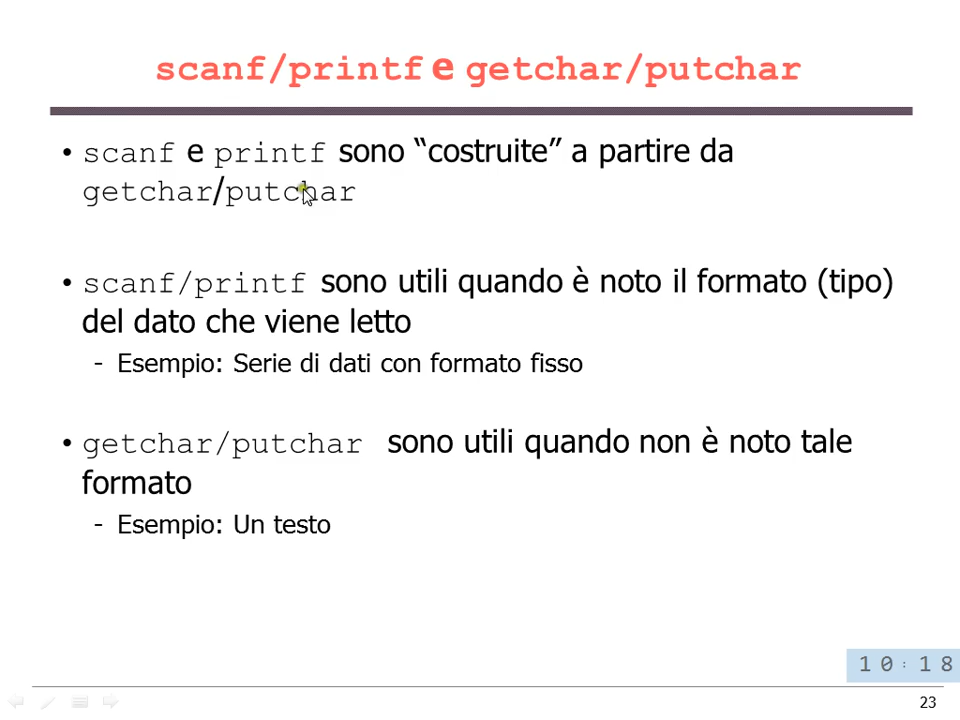 scanf/printf e getchar/putchar
• scanf e printf sono “costruite” a partire da
getchar/putchar
• scanf/printf sono utili quando è noto il formato (tipo)
del dato che viene letto
- Esempio: Serie di dati con formato fisso
• getchar/putchar sono utili quando non è noto tale
formato
- Esempio: Un testo
10:18
23